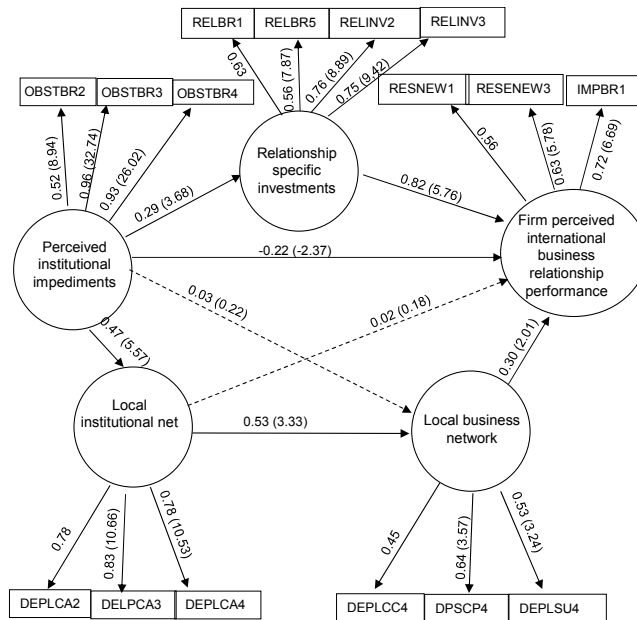 RELBR1 RELBR5 RELINV2 RELINV3
0.63
0.56 (7.87)
0.76 (8.89)
0.75 (9.42)
OBSTBR2 OBSTBR3 OBSTBR4
0.52 (8.94)
0.96 (32.74)
0.93 (26.02)
RESNEW1 RESENEW3 IMPBR1
0.56
0.63 (5.78)
0.72 (6.69)
Relationship
specific
investments
0.29 (3.68)
0.82 (5.76)
Perceived
institutional
impediments
-0.22 (-2.37)
Firm perceived
international
business
relationship
performance
0.03 (0.22)
0.02 (0.18)
0.47 (5.57)
0.30 (2.01)
Local
institutional net
0.53 (3.33)
Local business
network
0.78
0.83 (10.66)
0.78 (10.53)
0.45
0.64 (3.57)
0.53 (3.24)
DEPLCA2 DELPCA3 DEPLCA4
DEPLCC4 DPSCP4 DEPLSU4